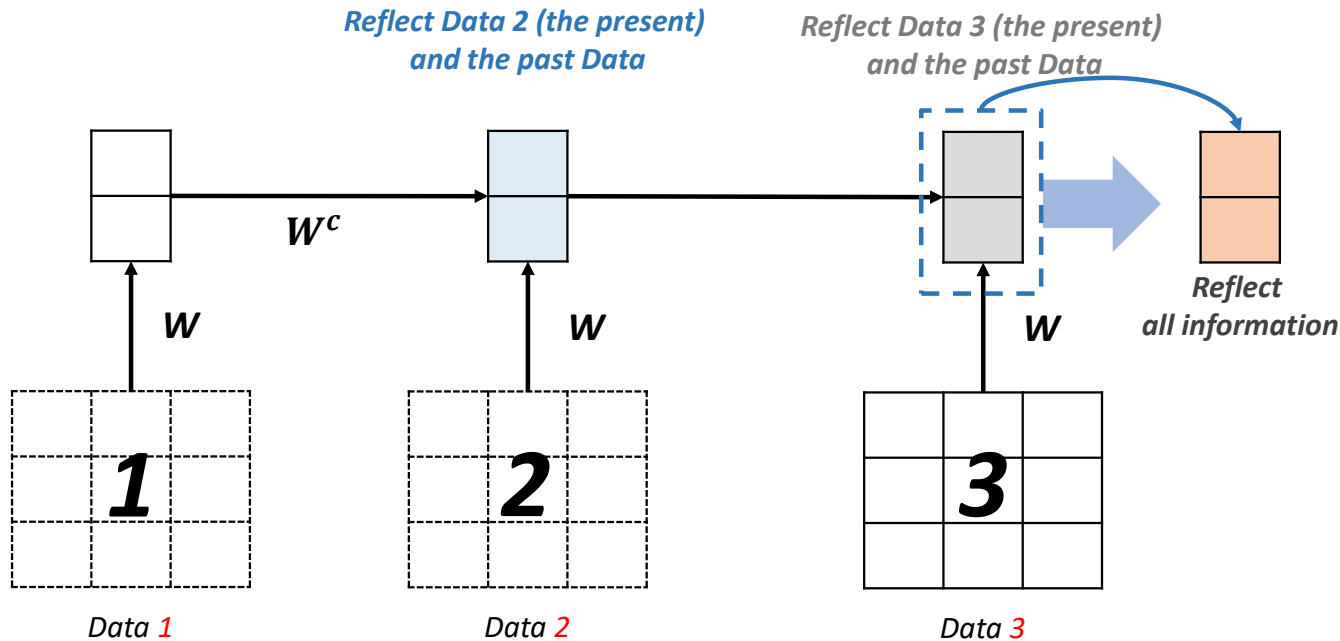 Reflect Data 2 (the present)
and the past Data
Reflect Data 3 (the present)
and the past Data
W^c
Reflect
all information
W
W
W
1
2
3
Data 1
Data 2
Data 3